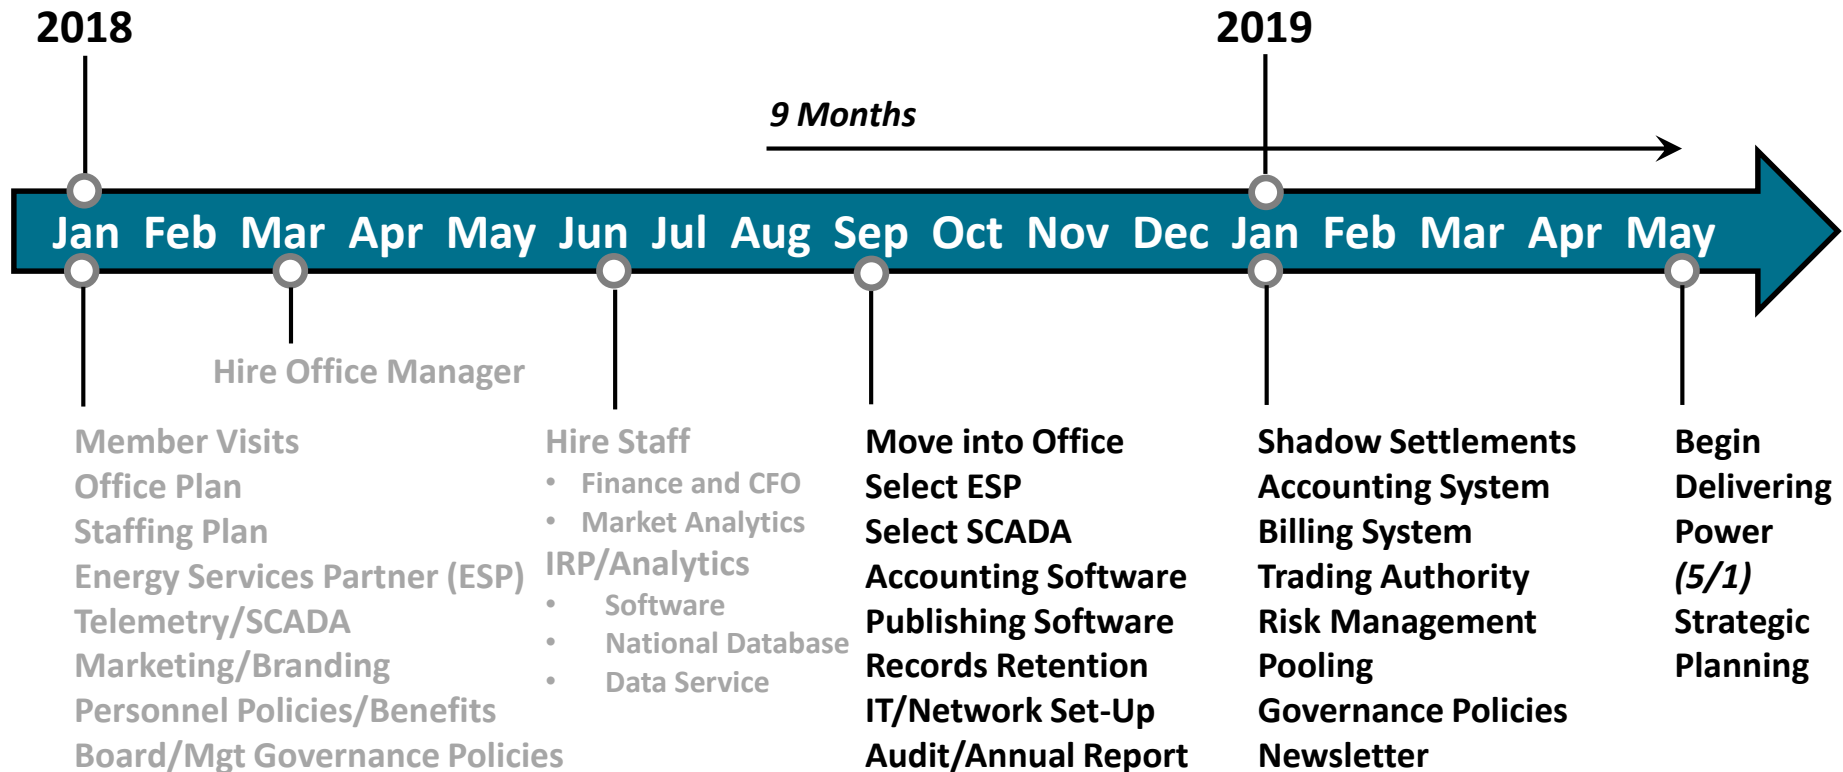 2018
2019
9 Months
Jan Feb Mar Apr May Jun Jul Aug Sep Oct Nov Dec Jan Feb Mar Apr May
Hire Office Manager
Member Visits
Office Plan
Staffing Plan
Energy Services Partner (ESP)
Telemetry/SCADA
Marketing/Branding
Personnel Policies/Benefits
Board/Mgt Governance Policies
Hire Staff
• Finance and CFO
• Market Analytics
IRP/Analytics
• Software
• National Database
• Data Service
Move into Office
Select ESP
Select SCADA
Accounting Software
Publishing Software
Records Retention
IT/Network Set-Up
Audit/Annual Report
Shadow Settlements
Accounting System
Billing System
Trading Authority
Risk Management
Pooling
Governance Policies
Newsletter
Begin
Delivering
Power
(5/1)
Strategic
Planning